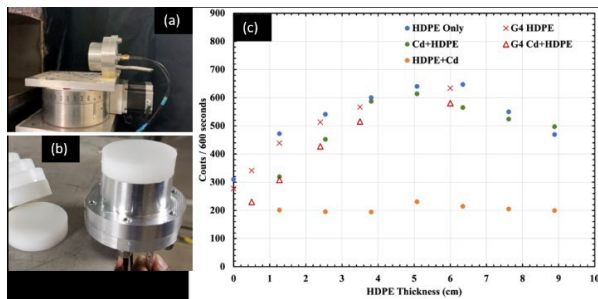 (a)
(b)
(c)
900
800
700
600
500
400
300
200
100
0
Couts / 600 seconds
HDPE Only
G4 HDPE
Cd+HDPE
G4 Cd+HDPE
HDPE+Cd
0 1 2 3 4 5 6 7 8 9 10
HDPE Thickness (cm)